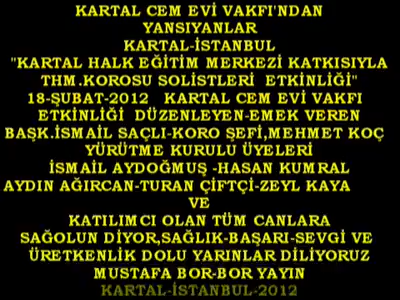 KARTAL CEM EVİ VAKFI'NDAN
YANSIYANLAR
KARTAL-İSTANBUL
"KARTAL HALK EĞİTİM MERKEZİ KATKISIYLA
THM.KOROSU SOLİSTLERİ ETKİNLİĞİ"
18-ŞUBAT-2012 KARTAL CEM EVİ VAKFI
ETKİNLİĞİ DÜZENLEYEN-EMEK VEREN
BAŞK.İSMAİL SAÇLI-KORO ŞEFİ,MEHMET KOÇ
YÜRÜTME KURULU ÜYELERİ
İSMAİL AYDOĞMUŞ -HASAN KUMRAL
AYDIN AĞIRCAN-TURAN ÇİFTÇİ-ZEYL KAYA
VE
KATILIMCI OLAN TÜM CANLARA
SAĞOLUN DİYOR,SAĞLIK-BAŞARI-SEVGİ VE
ÜRETKENLİK DOLU YARINLAR DİLİYORUZ
MUSTAFA BOR-BOR YAYIN
KARTAL-İSTANBUL-2012